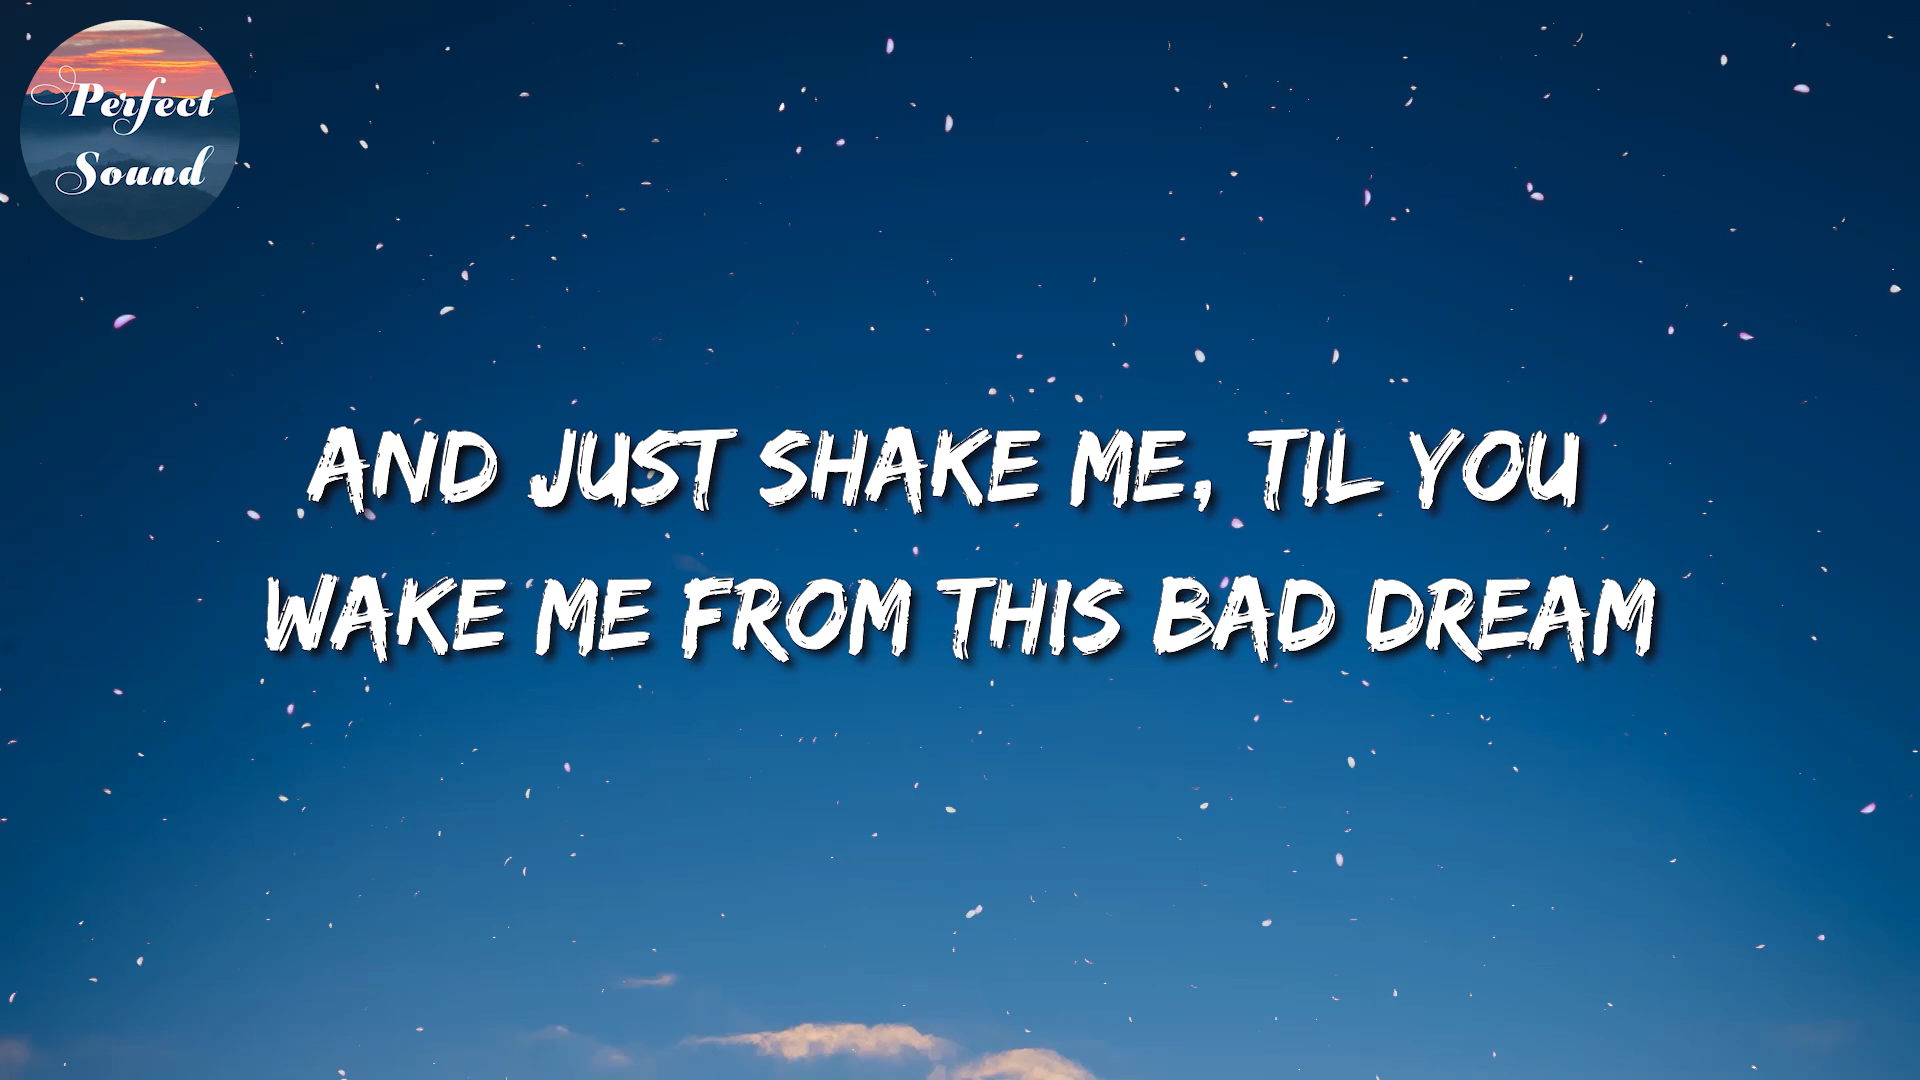 Perfect
Sound
AND JUST SHAKE ME, TIL YOU
WAKE ME FROM THIS BAD DREAM